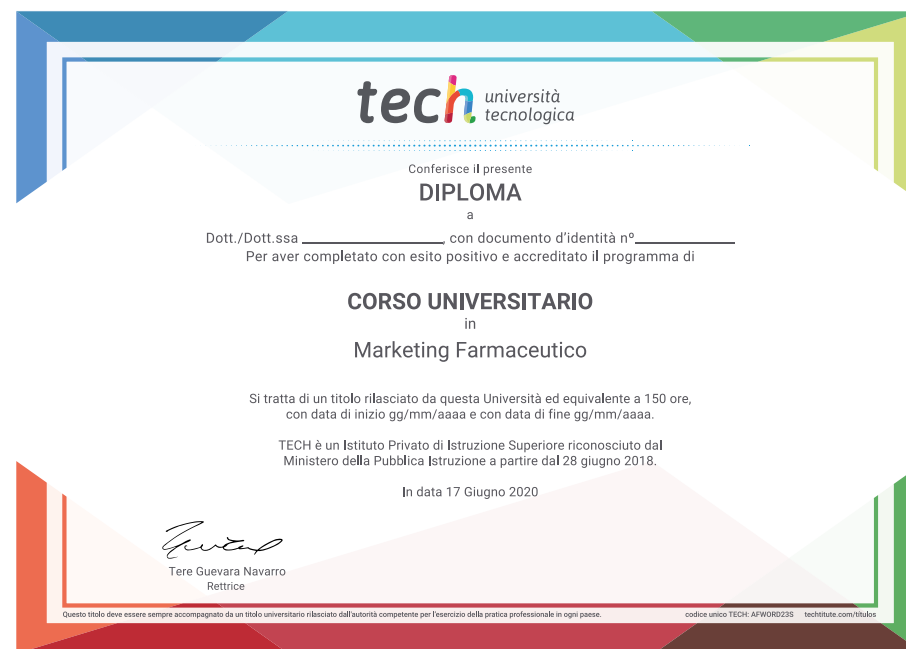 tech università
tecnologica
Conferisce il presente
DIPLOMA
a
Dott./Dott.ssa ____________________, con documento d'identità nº______________
Per aver completato con esito positivo e accreditato il programma di
CORSO UNIVERSITARIO
in
Marketing Farmaceutico
Si tratta di un titolo rilasciato da questa Università ed equivalente a 150 ore,
con data di inizio gg/mm/aaaa e con data di fine gg/mm/aaaa.
TECH è un Istituto Privato di Istruzione Superiore riconosciuto dal
Ministero della Pubblica Istruzione a partire dal 28 giugno 2018.
In data 17 Giugno 2020
Tere Guevara Navarro
Rettrice
Questo titolo deve essere sempre accompagnato da un titolo universitario rilasciato dall'autorità competente per l'esercizio della pratica professionale in ogni paese. codice unico TECH: AFWORD23S techtitute.com/titulos